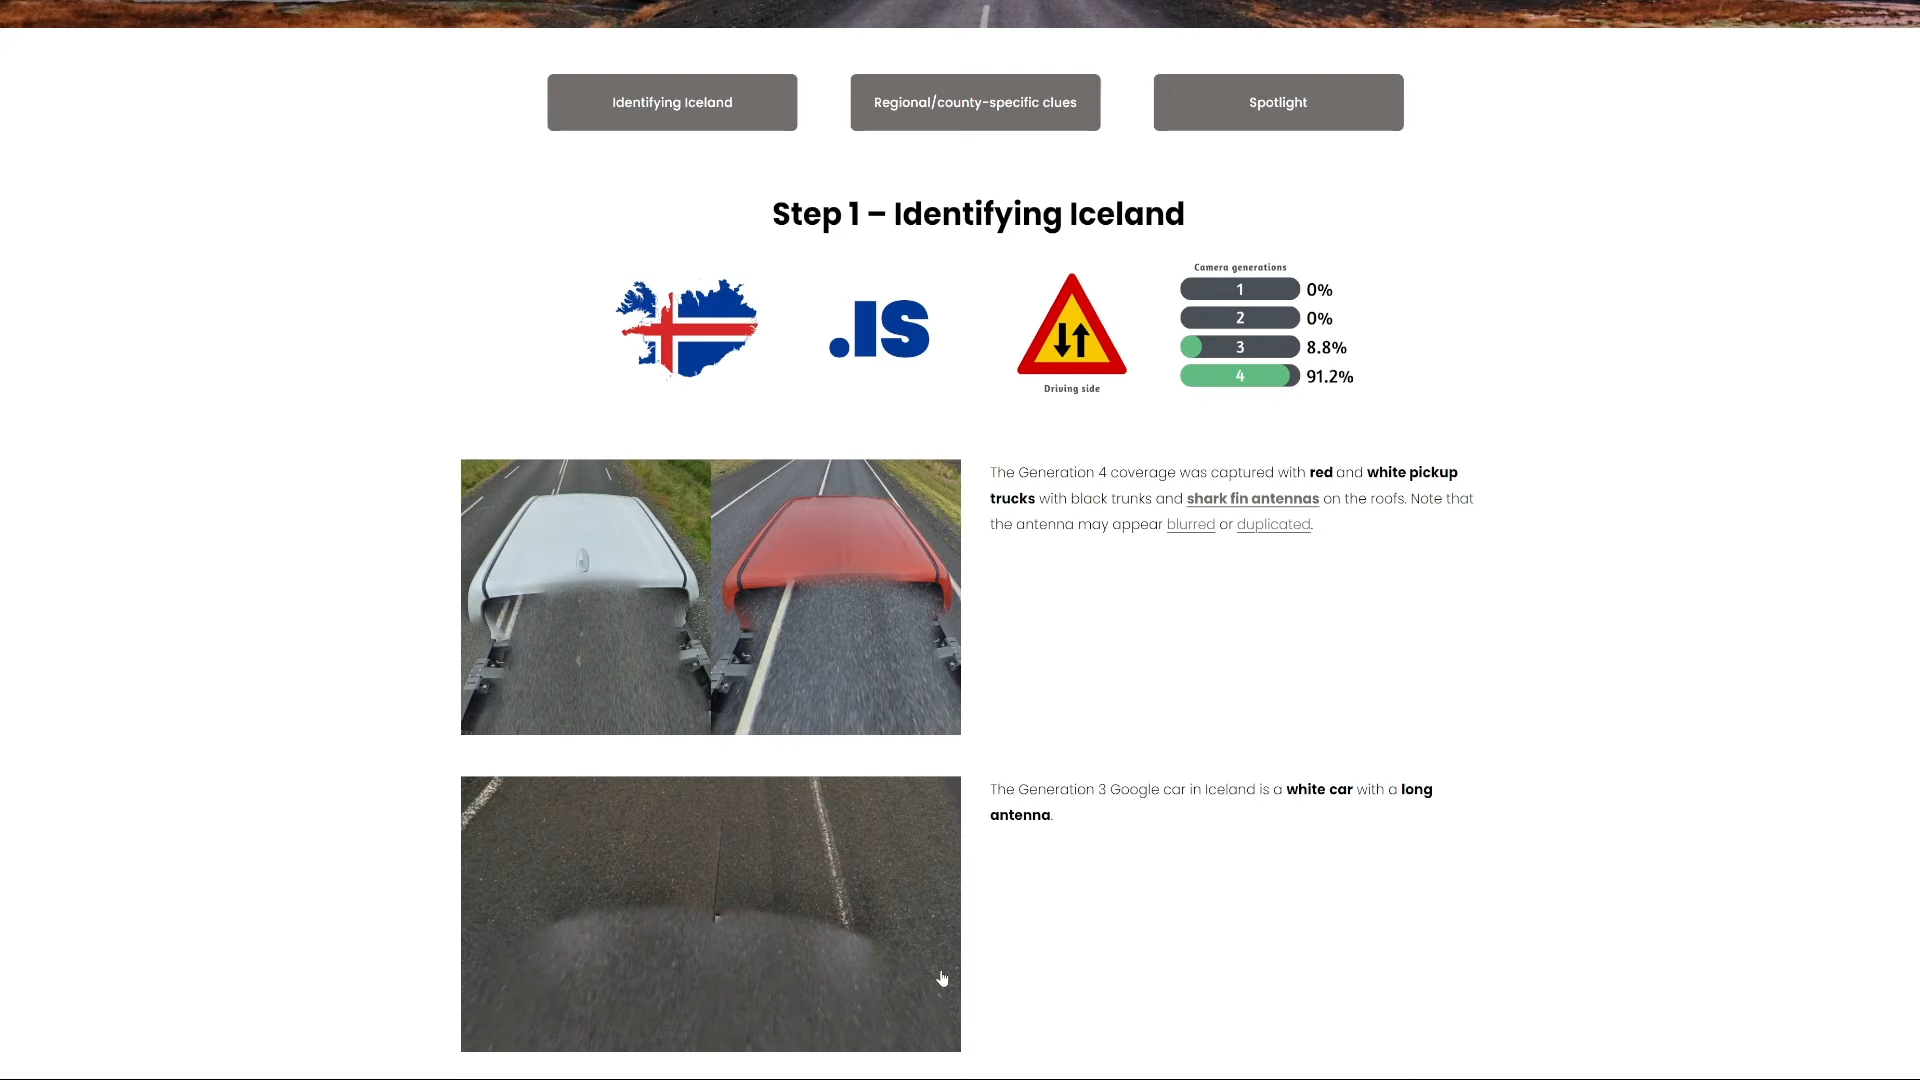 Identifying Iceland
Regional/county-specific clues
Spotlight
Step 1 – Identifying Iceland
.IS
Driving side
Camera generations
1 0%
2 0%
3 8.8%
4 91.2%
The Generation 4 coverage was captured with red and white pickup
trucks with black trunks and shark fin antennas on the roofs. Note that
the antenna may appear blurred or duplicated.
The Generation 3 Google car in Iceland is a white car with a long
antenna.